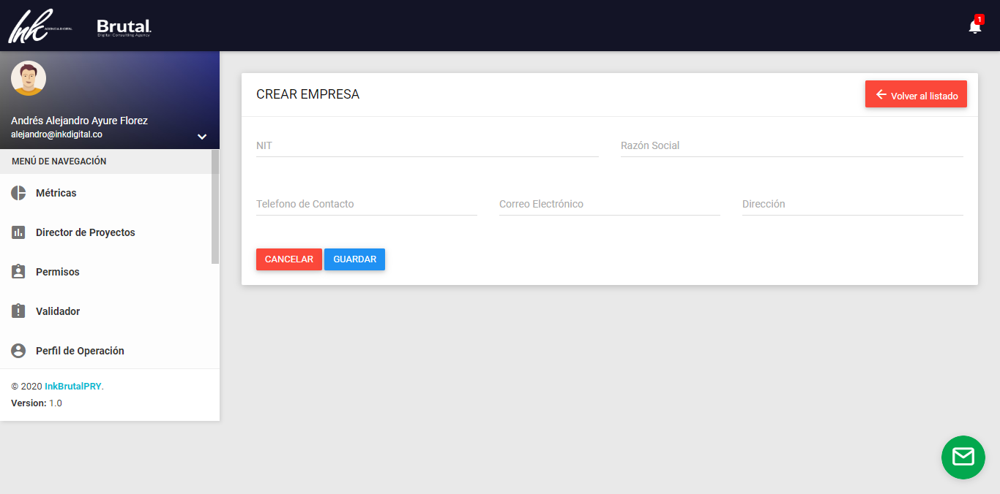 Ink AGENCIA DIGITAL
Brutal.
Digital Consulting Agency
1
Andrés Alejandro Ayure Florez
alejandro@inkdigital.co
MENÚ DE NAVEGACIÓN
Métricas
Director de Proyectos
Permisos
Validador
Perfil de Operación
© 2020 InkBrutalPRY.
Version: 1.0
CREAR EMPRESA
Volver al listado
NIT
Razón Social
Telefono de Contacto
Correo Electrónico
Dirección
CANCELAR
GUARDAR